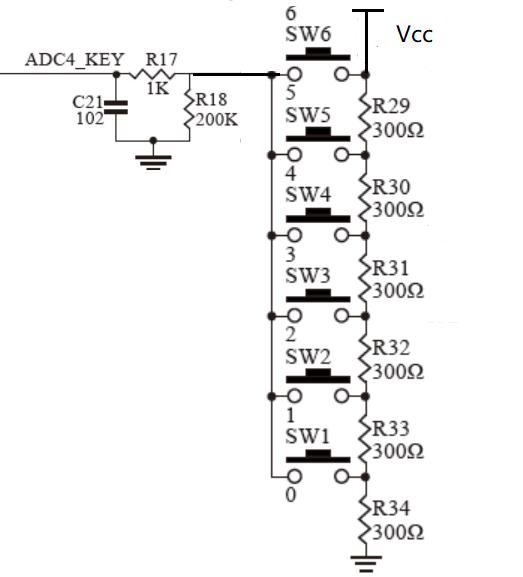 6
SW6
Vcc
ADC4_KEY
R17
1K
C21
102
R18
200K
5
SW5
R29
300Ω
4
SW4
R30
300Ω
3
SW3
R31
300Ω
2
SW2
R32
300Ω
1
SW1
R33
300Ω
0
R34
300Ω